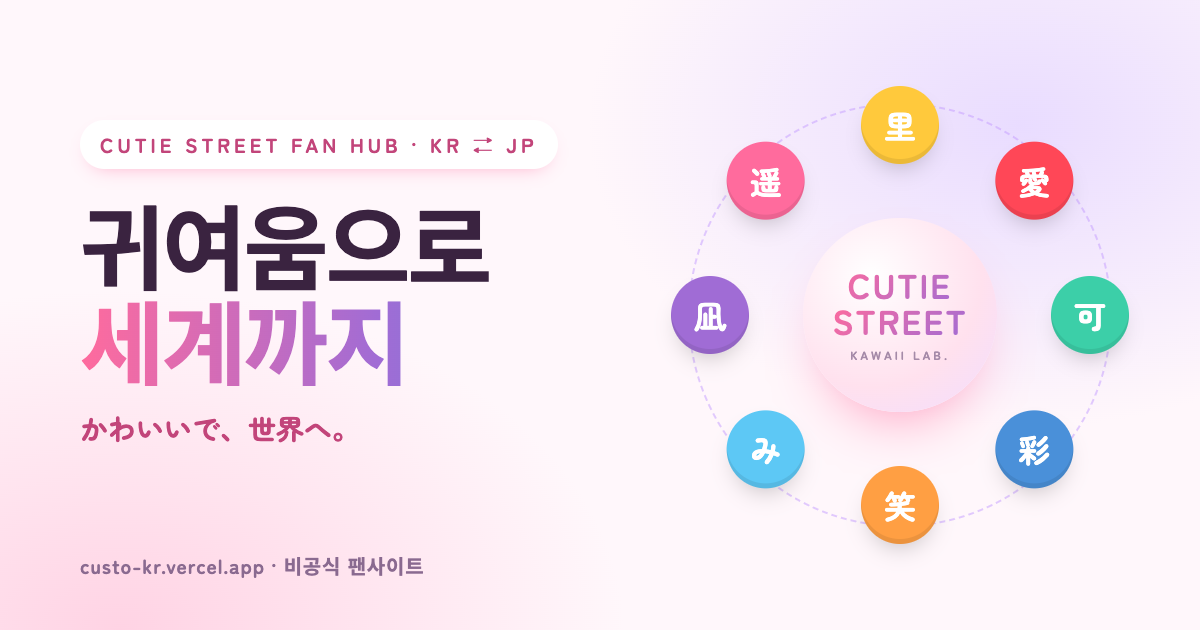 CUTIE STREET FAN HUB · KR ⇄ JP
귀여움으로
세계까지
かわいいで、世界へ。
custo-kr.vercel.app · 비공식 팬사이트
里
愛
可
彩
笑
み
凪
遥
CUTIE
STREET
KAWAII LAB.